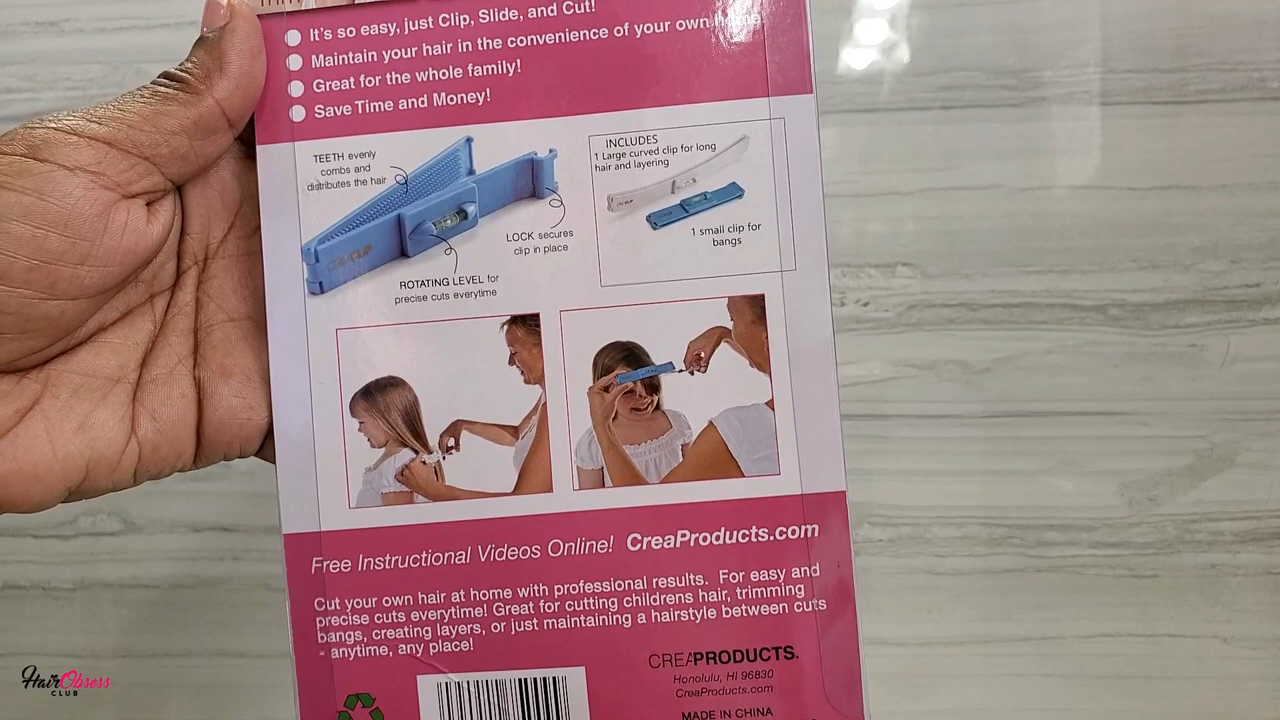 It's so easy, just Clip, Slide, and Cut!
Maintain your hair in the convenience of your own home.
Great for the whole family!
Save Time and Money!
TEETH evenly
combs and
distributes the hair
LOCK secures
clip in place
ROTATING LEVEL for
precise cuts everytime
INCLUDES
1 Large curved clip for long
hair and layering
1 small clip for
bangs
Free Instructional Videos Online! CreaProducts.com
Cut your own hair at home with professional results. For easy and
precise cuts everytime! Great for cutting childrens hair, trimming
bangs, creating layers, or just maintaining a hairstyle between cuts
- anytime, any place!
CREAPRODUCTS.
Honolulu, HI 96830
CreaProducts.com
MADE IN CHINA
HairObsess
CLUB